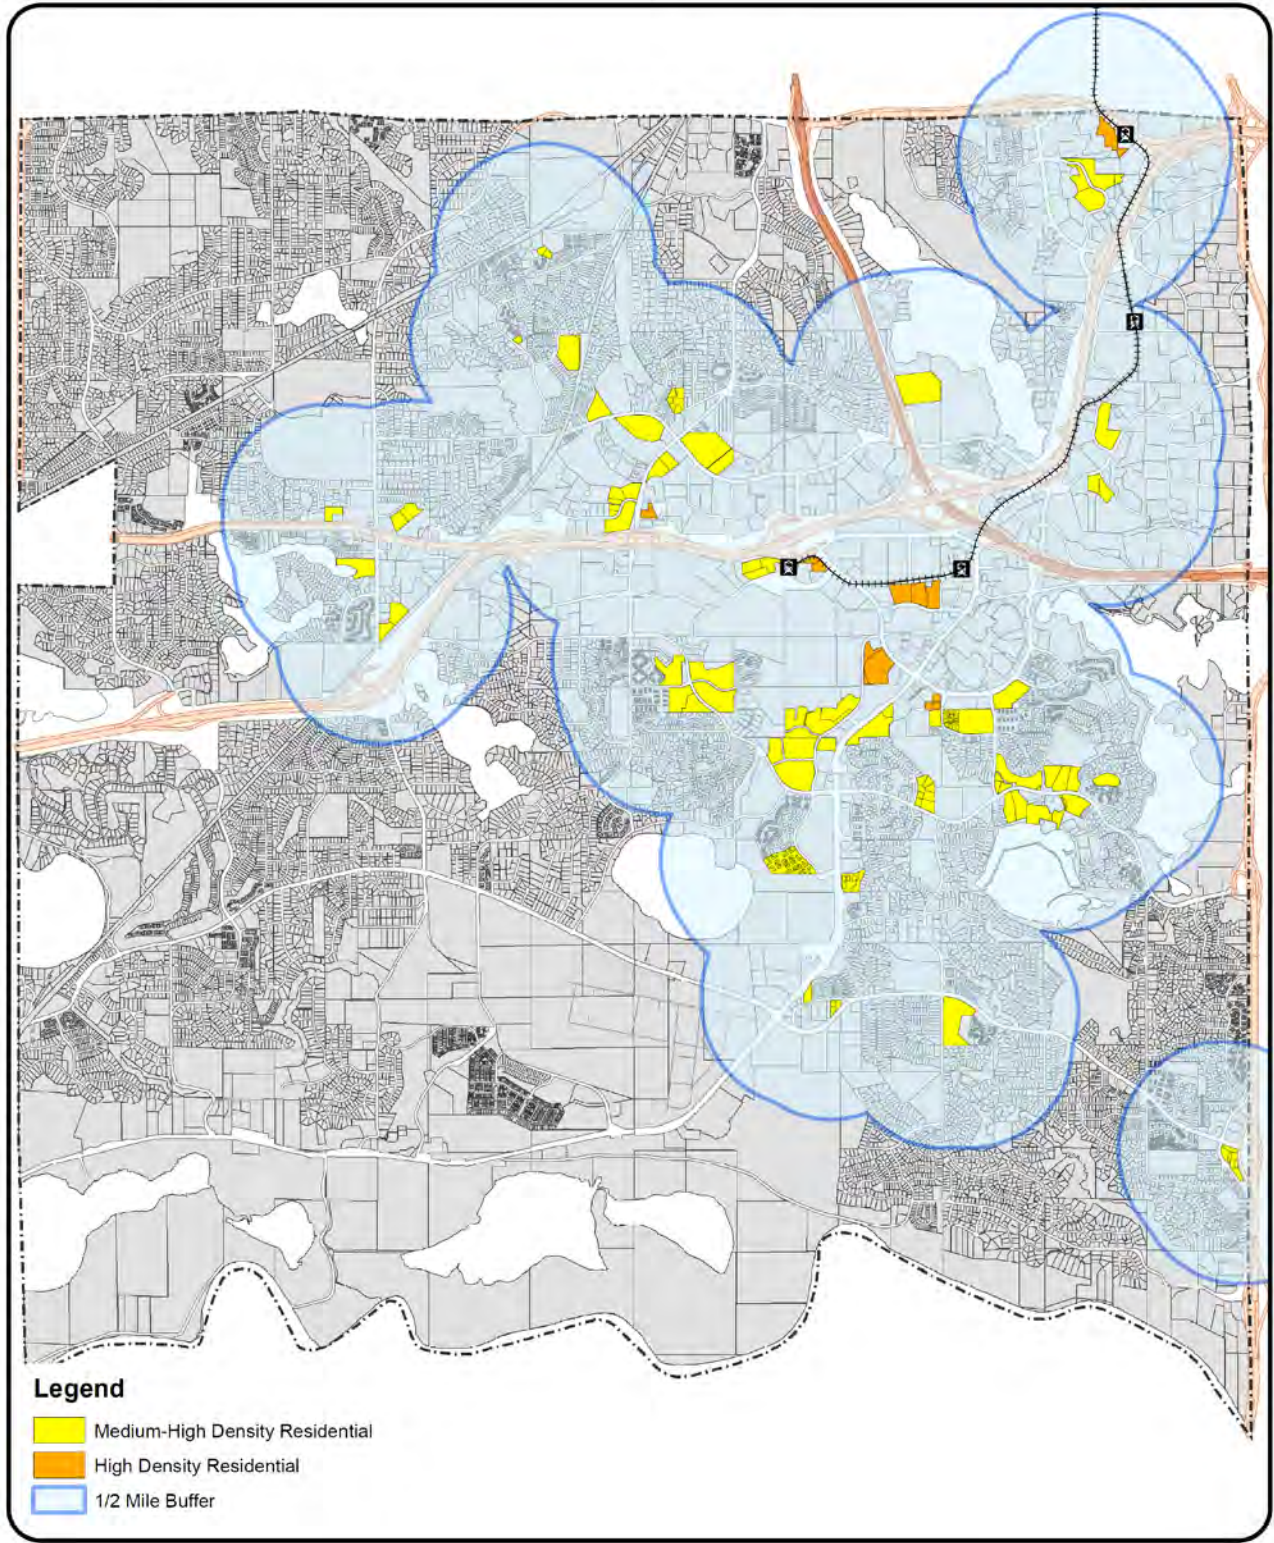 Legend
Medium-High Density Residential
High Density Residential
1/2 Mile Buffer